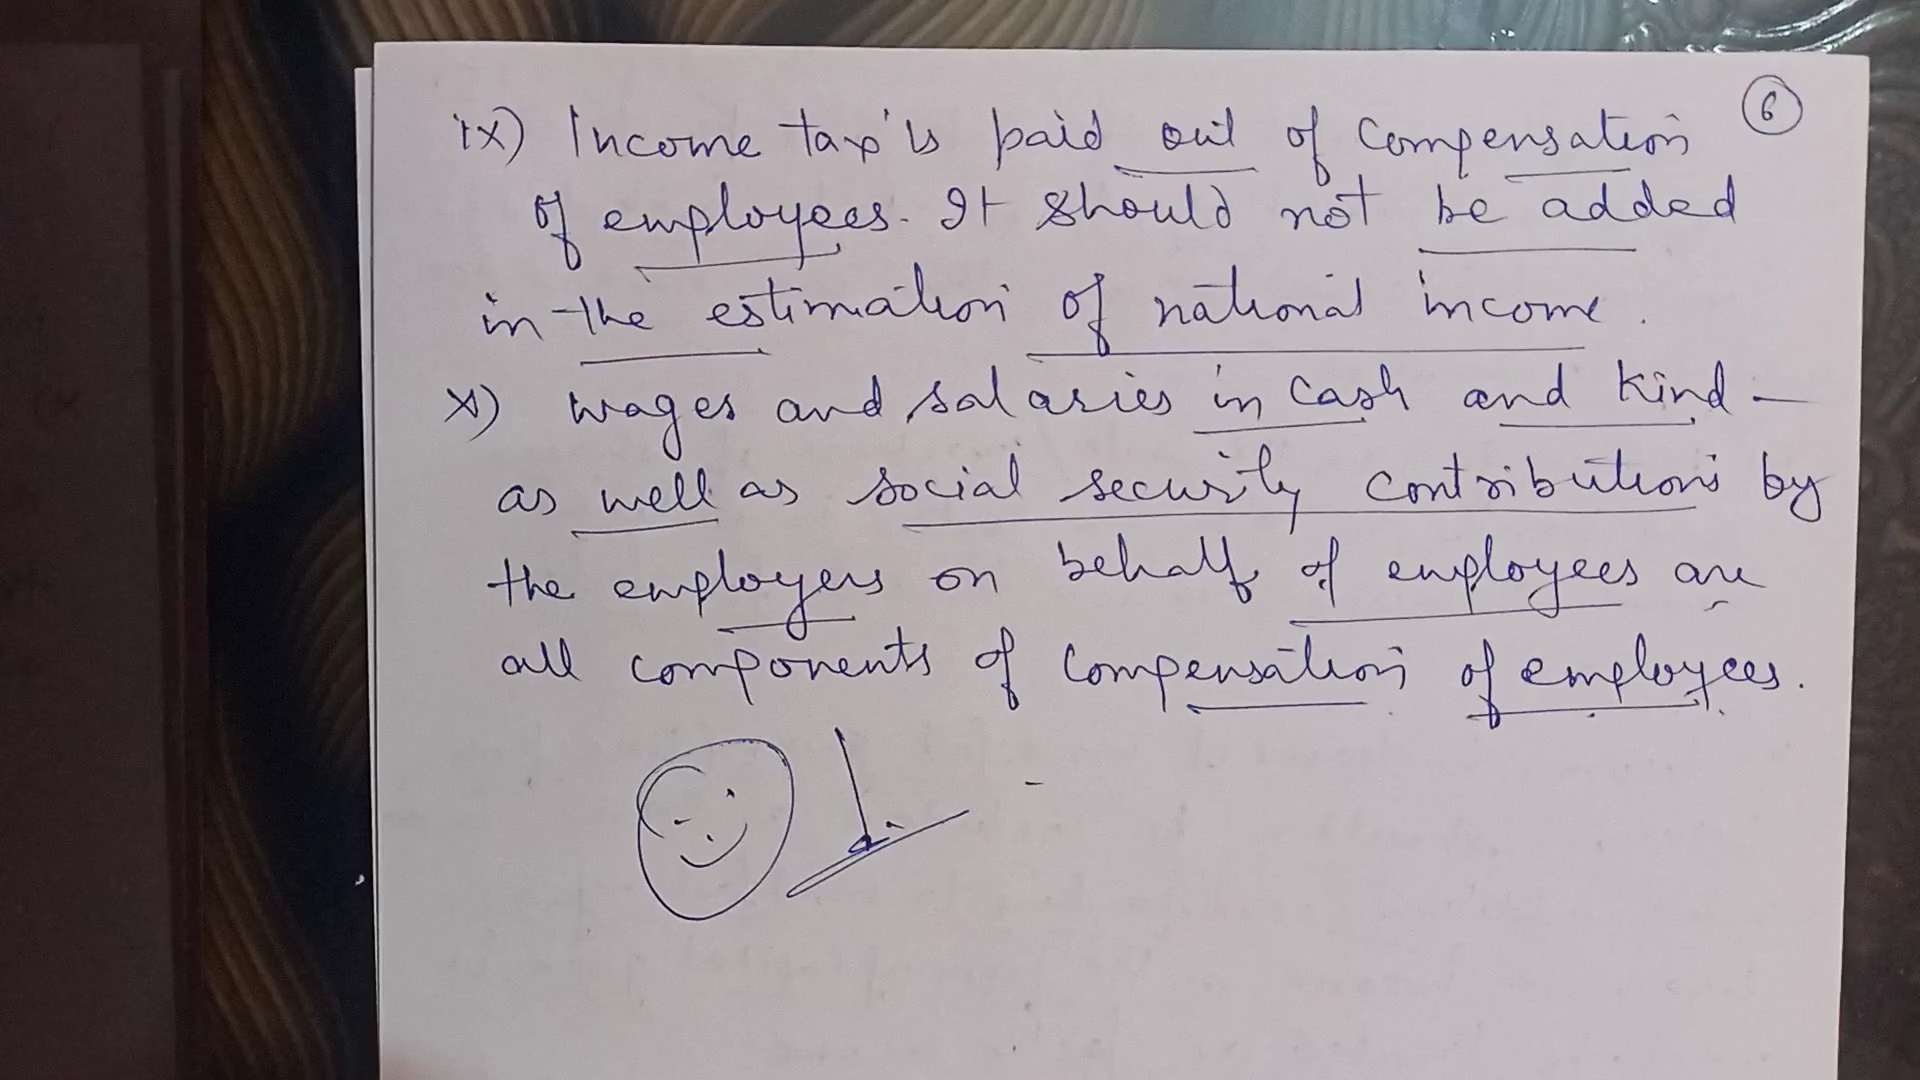 6
ix) Income tax is paid out of compensation
of employees. It should not be added
in the estimation of national income.
x) wages and salaries in cash and kind -
as well as social security contributions by
the employers on behalf of employees are
all components of compensation of employees.